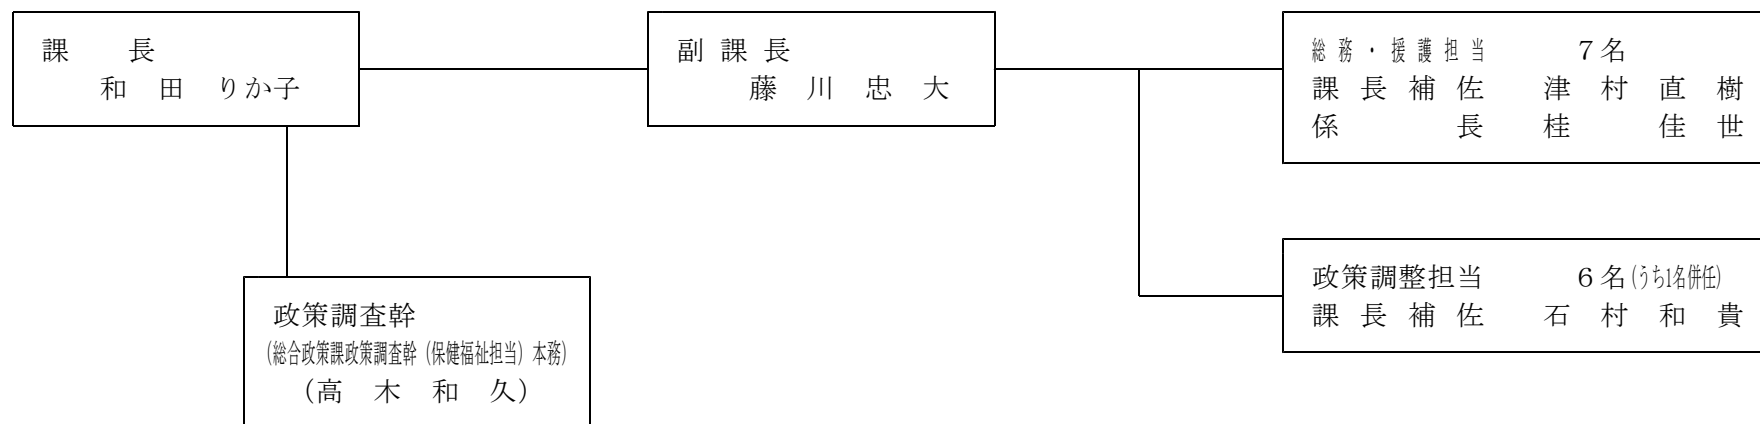 課長
和田 りか子
副課長
藤川忠大
総務・援護担当 7名
課長補佐 津村直樹
係長 桂佳世
政策調整担当 6名(うち1名併任)
課長補佐 石村和貴
政策調査幹
(総合政策課政策調査幹(保健福祉担当)本務)
(高木和久)